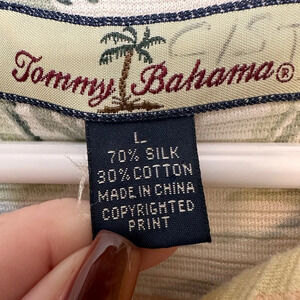 Tommy Bahama®
L
70% SILK
30% COTTON
MADE IN CHINA
COPYRIGHTED
PRINT